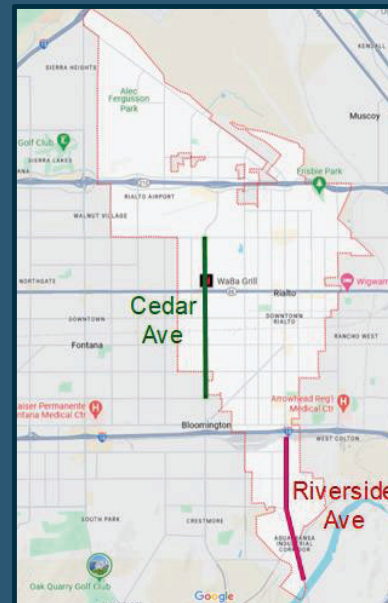 SIERRA HEIGHTS
Alec
Fergusson
Park
Muscoy
Golf Club
SIERRA LAKES
Frisbie Park
RIALTO AIRPORT
WALNUT VILLAGE
NORTHGATE
WaBa Grill
Wigwam
Cedar
Ave
Rialto
DOWNTOWN
DOWNTOWN
RIALTO
RANCHO WEST
Fontana
Kaiser Permanente
Fontana Medical Ctr
Arrowhead Reg'l
Medical Ctr
Bloomington
WEST COLTON
Riverside
Ave
SOUTH PARK
CRESTMORE
AGUA MANSA
INDUSTRIAL
CORRIDOR
Oak Quarry Golf Club
Google